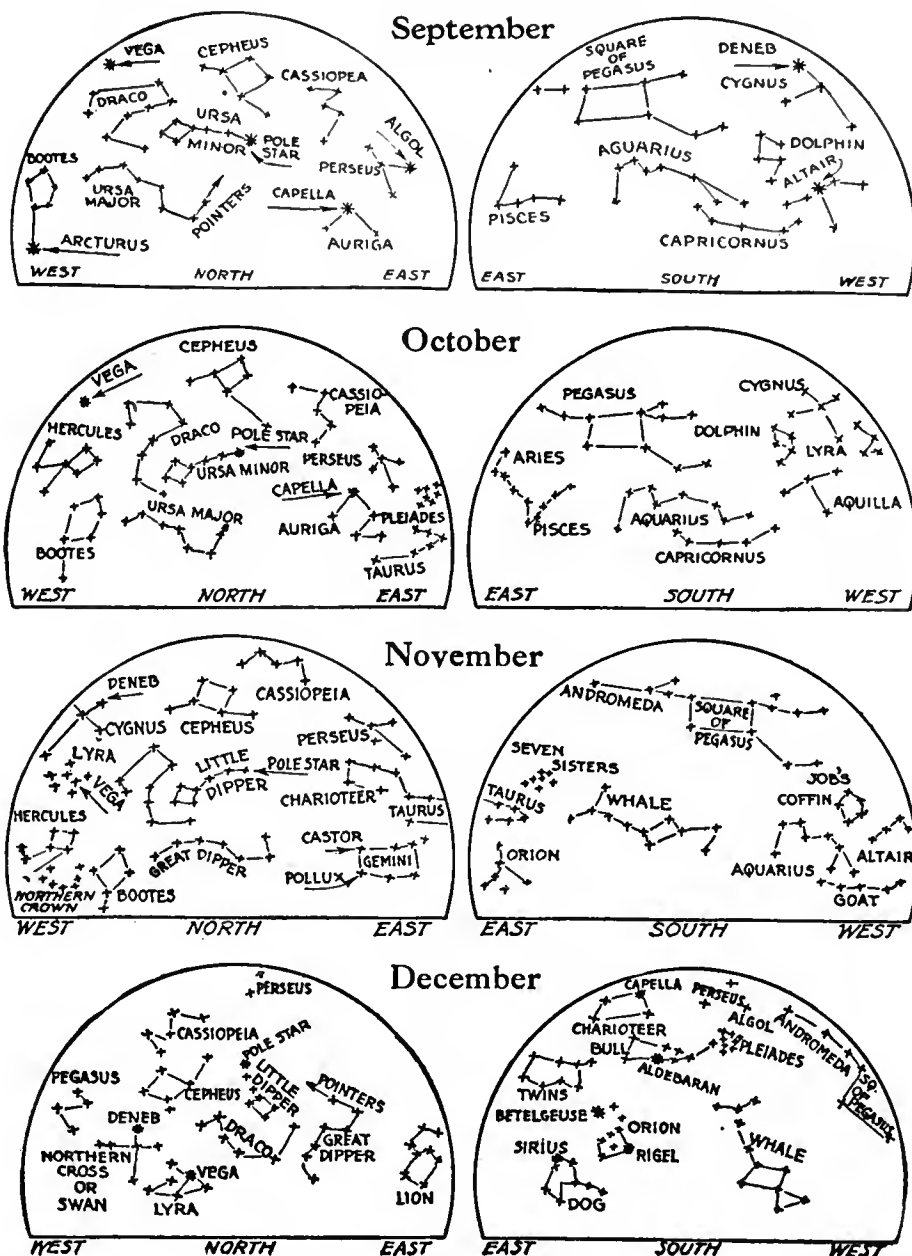 September
VEGA
CEPHEUS
CASSIOPEA
DRACO
URSA
MINOR
POLE
STAR
ALGOL
PERSEUS
BOOTES
URSA
MAJOR
POINTERS
CAPELLA
AURIGA
ARCTURUS
WEST
NORTH
EAST
SQUARE
OF
PEGASUS
DENEB
CYGNUS
DOLPHIN
ALTAIR
AGUARIUS
PISCES
CAPRICORNUS
EAST
SOUTH
WEST
October
CEPHEUS
VEGA
CASSIO-
PEIA
HERCULES
DRACO
POLE STAR
URSA MINOR
PERSEUS
CAPELLA
URSA MAJOR
AURIGA
PLEIADES
BOOTES
TAURUS
WEST
NORTH
EAST
PEGASUS
CYGNUS
DOLPHIN
LYRA
ARIES
PISCES
AQUARIUS
AQUILLA
CAPRICORNUS
EAST
SOUTH
WEST
November
DENEB
CASSIOPEIA
CYGNUS
CEPHEUS
PERSEUS
LYRA
VEGA
LITTLE
DIPPER
POLE STAR
CHARIOTEER
TAURUS
HERCULES
GREAT DIPPER
CASTOR
GEMINI
POLLUX
NORTHERN
CROWN
BOOTES
WEST
NORTH
EAST
ANDROMEDA
SQUARE
OF
PEGASUS
SEVEN
SISTERS
JOBS
COFFIN
TAURUS
WHALE
ORION
AQUARIUS
ALTAIR
GOAT
EAST
SOUTH
WEST
December
PERSEUS
CASSIOPEIA
POLE STAR
LITTLE
DIPPER
POINTERS
PEGASUS
CEPHEUS
DENEB
DRACO
GREAT
DIPPER
NORTHERN
CROSS
OR
SWAN
VEGA
LYRA
LION
WEST
NORTH
EAST
CAPELLA
PERSEUS
ALGOL
ANDROMEDA
CHARIOTEER
BULL
PLEIADES
ALDEBARAN
SQ.
OF
PEGASUS
TWINS
BETELGEUSE
ORION
SIRIUS
RIGEL
WHALE
DOG
EAST
SOUTH
WEST